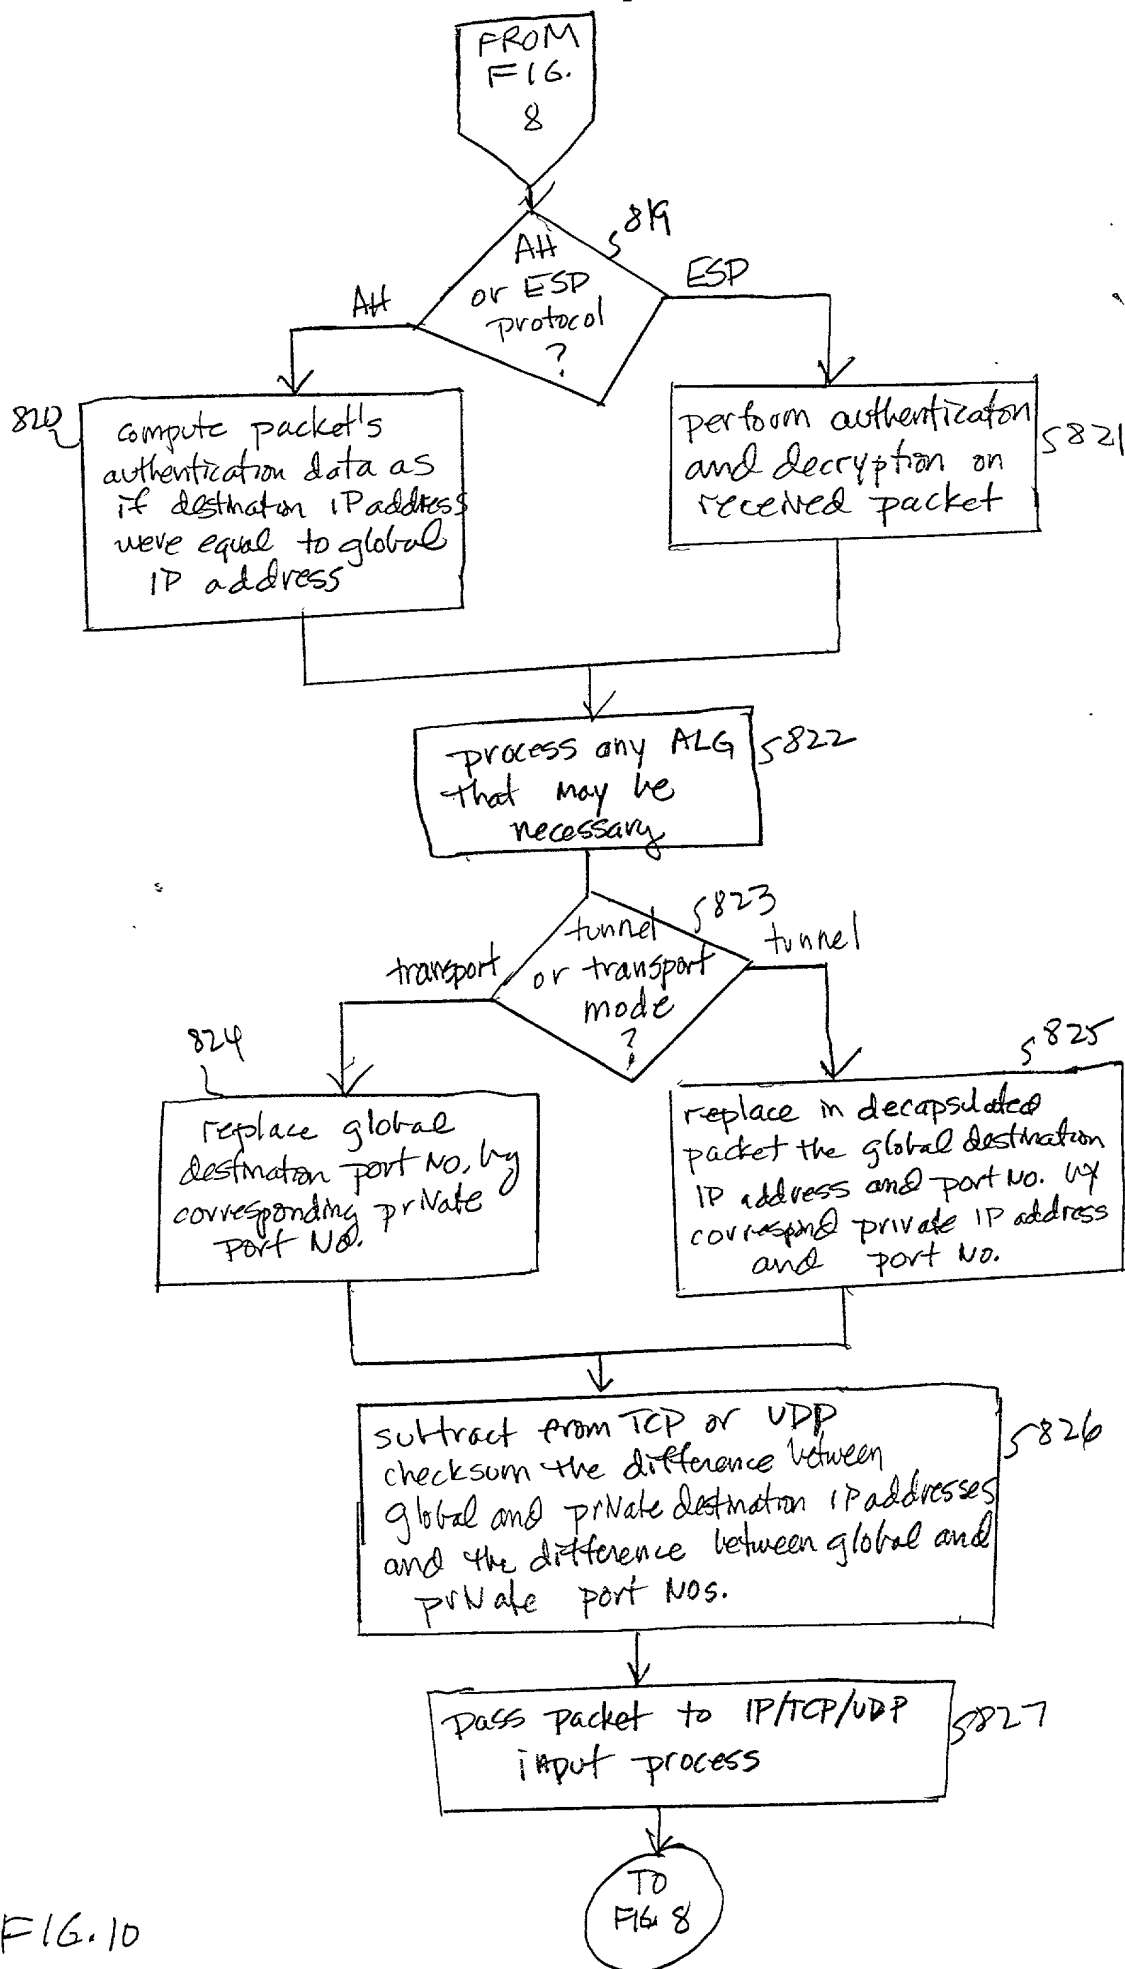 FROM
FIG.
8
819
AH
or ESP
protocol
?
AH
ESP
820
compute packet's
authentication data as
if destination IP address
were equal to global
IP address
perform authenticaton
and decryption on
received packet
821
process any ALG
that may be
necessary
822
823
tunnel
or transport
mode
?
transport
tunnel
824
replace global
destination port No. by
corresponding private
port No.
825
replace in decapsulated
packet the global destination
IP address and port No. by
correspond private IP address
and port No.
subtract from TCP or UDP
checksum the difference between
global and private destination IP addresses
and the difference between global and
private port Nos.
826
pass packet to IP/TCP/UDP
input process
827
TO
FIG. 8
FIG. 10